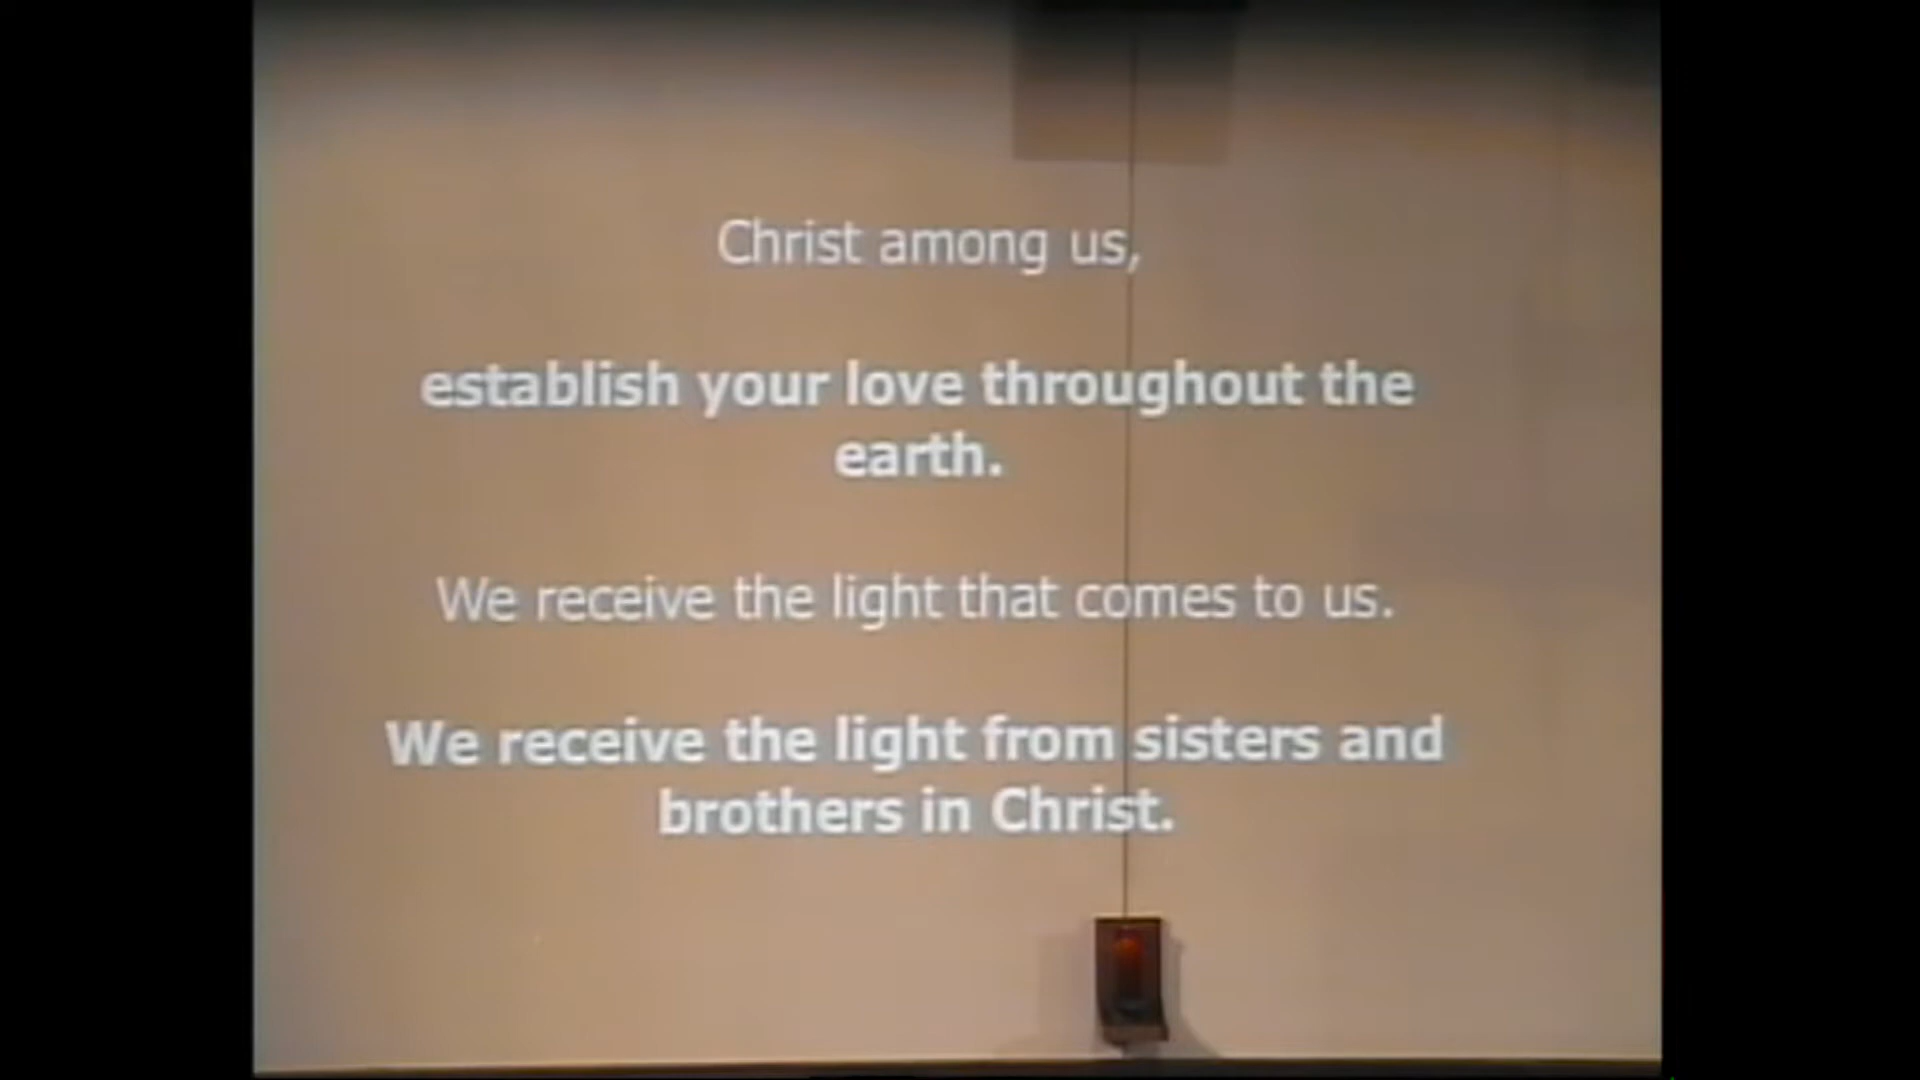 Christ among us,
establish your love throughout the
earth.
We receive the light that comes to us.
We receive the light from sisters and
brothers in Christ.